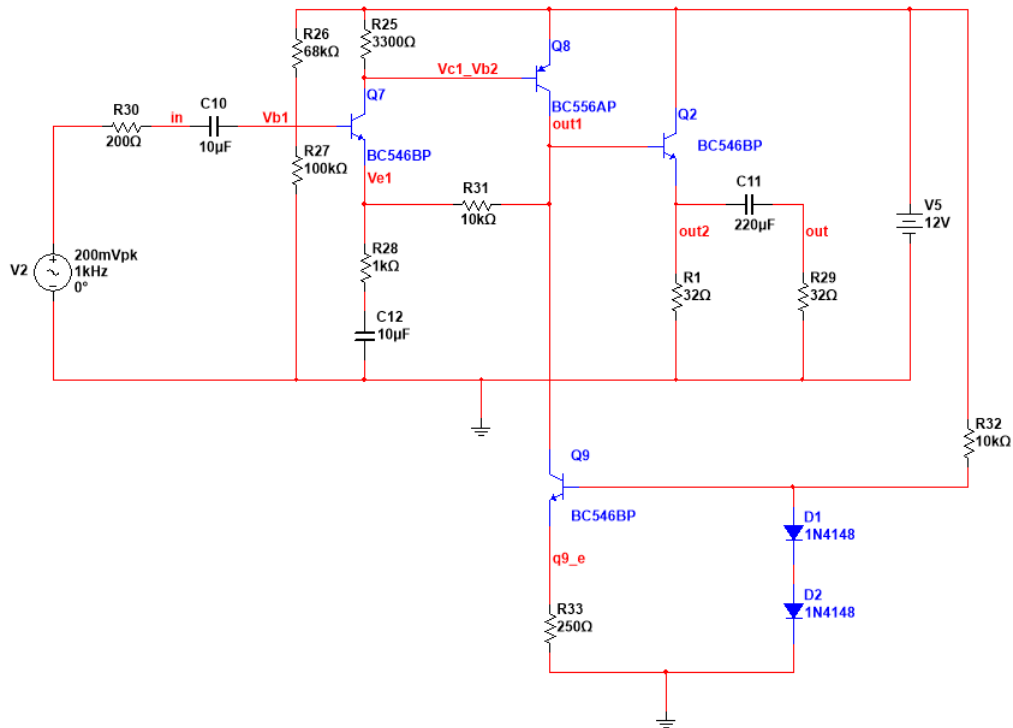 R26
68kΩ
R25
3300Ω
Q8
Vc1_Vb2
Q7
BC556AP
out1
Q2
R30
200Ω
in
C10
10µF
Vb1
BC546BP
R27
100kΩ
Ve1
BC546BP
R31
10kΩ
C11
220µF
out2
out
V5
12V
V2
200mVpk
1kHz
0°
R28
1kΩ
C12
10µF
R1
32Ω
R29
32Ω
R32
10kΩ
Q9
BC546BP
q9_e
D1
1N4148
D2
1N4148
R33
250Ω